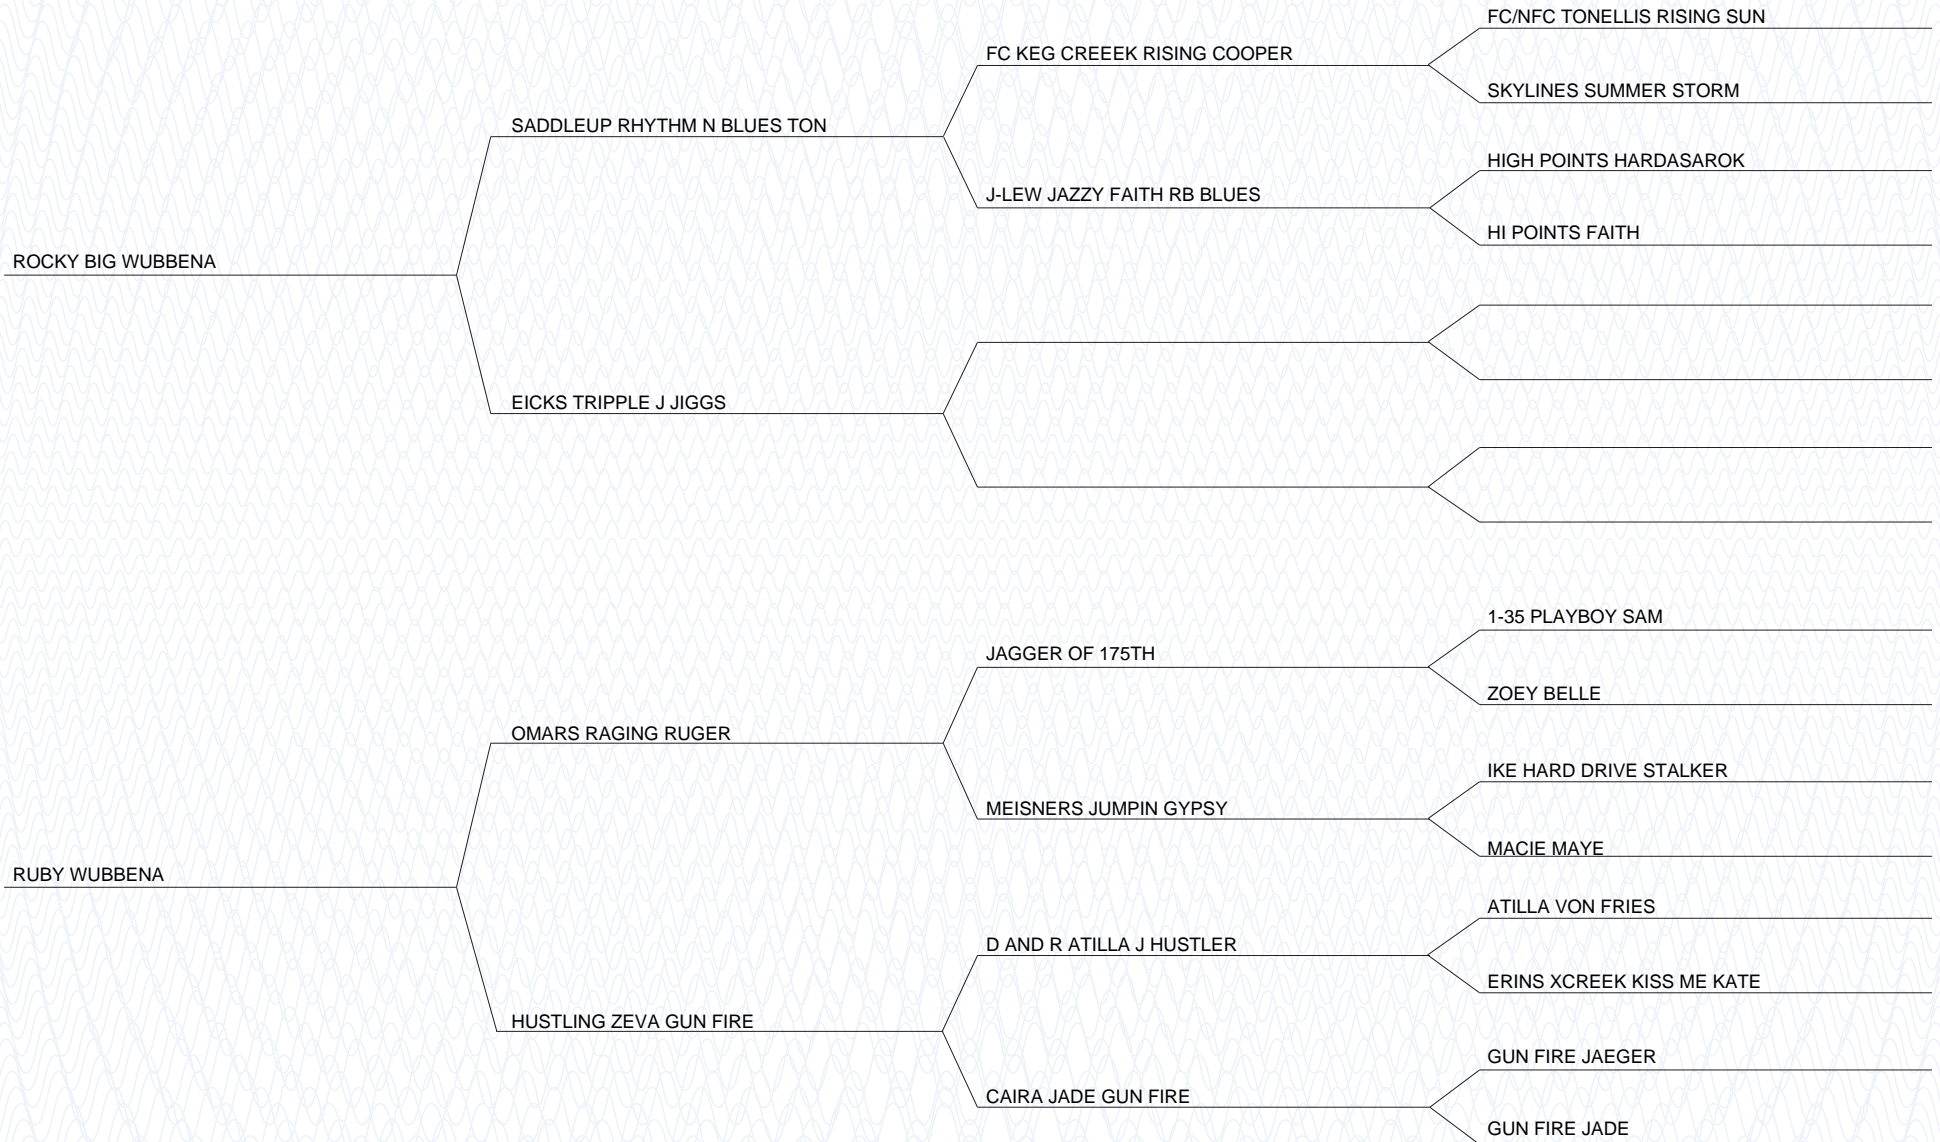 FC/NFC TONELLIS RISING SUN
FC KEG CREEEK RISING COOPER
SKYLINES SUMMER STORM
SADDLEUP RHYTHM N BLUES TON
HIGH POINTS HARDASAROK
J-LEW JAZZY FAITH RB BLUES
HI POINTS FAITH
ROCKY BIG WUBBENA
EICKS TRIPPLE J JIGGS
1-35 PLAYBOY SAM
JAGGER OF 175TH
ZOEY BELLE
OMARS RAGING RUGER
IKE HARD DRIVE STALKER
MEISNERS JUMPIN GYPSY
MACIE MAYE
RUBY WUBBENA
ATILLA VON FRIES
D AND R ATILLA J HUSTLER
ERINS XCREEK KISS ME KATE
HUSTLING ZEVA GUN FIRE
GUN FIRE JAEGER
CAIRA JADE GUN FIRE
GUN FIRE JADE